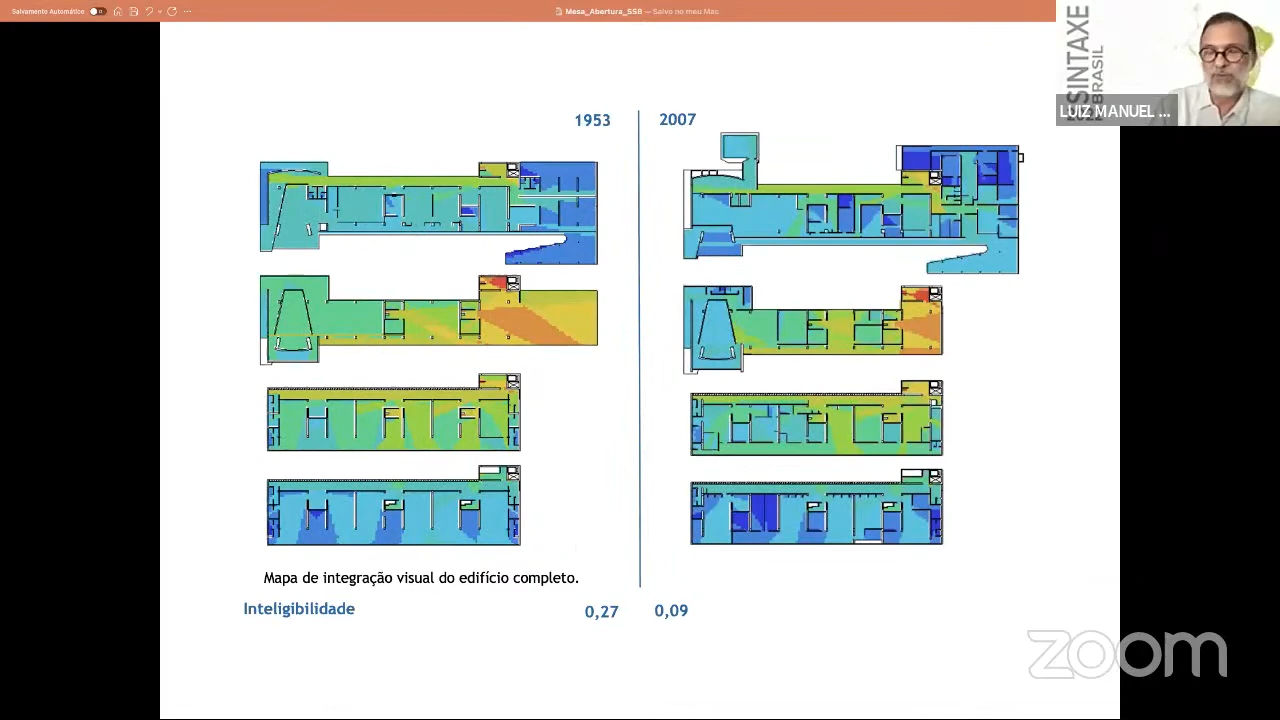 Salvamento Automático
Mesa_Abertura_SSB — Salvo no meu Mac
SINTAXE
BRASIL
LUIZ MANUEL ...
1953
2007
Mapa de integração visual do edifício completo.
Inteligibilidade
0,27
0,09
zoom